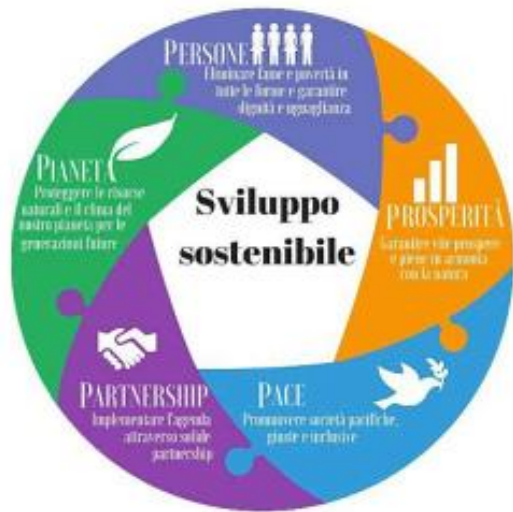 PERSONE
Eliminare fame e povertà in
tutte le forme e garantire
dignità e uguaglianza
PIANETA
Proteggere le risorse
naturali e il clima del
nostro pianeta per le
generazioni future
Sviluppo
sostenibile
PROSPERITÀ
Garantire vite prospere
e piene in armonia
con la natura
PARTNERSHIP
Implementare l'agenda
attraverso solide
partnership
PACE
Promuovere società pacifiche,
giuste e inclusive